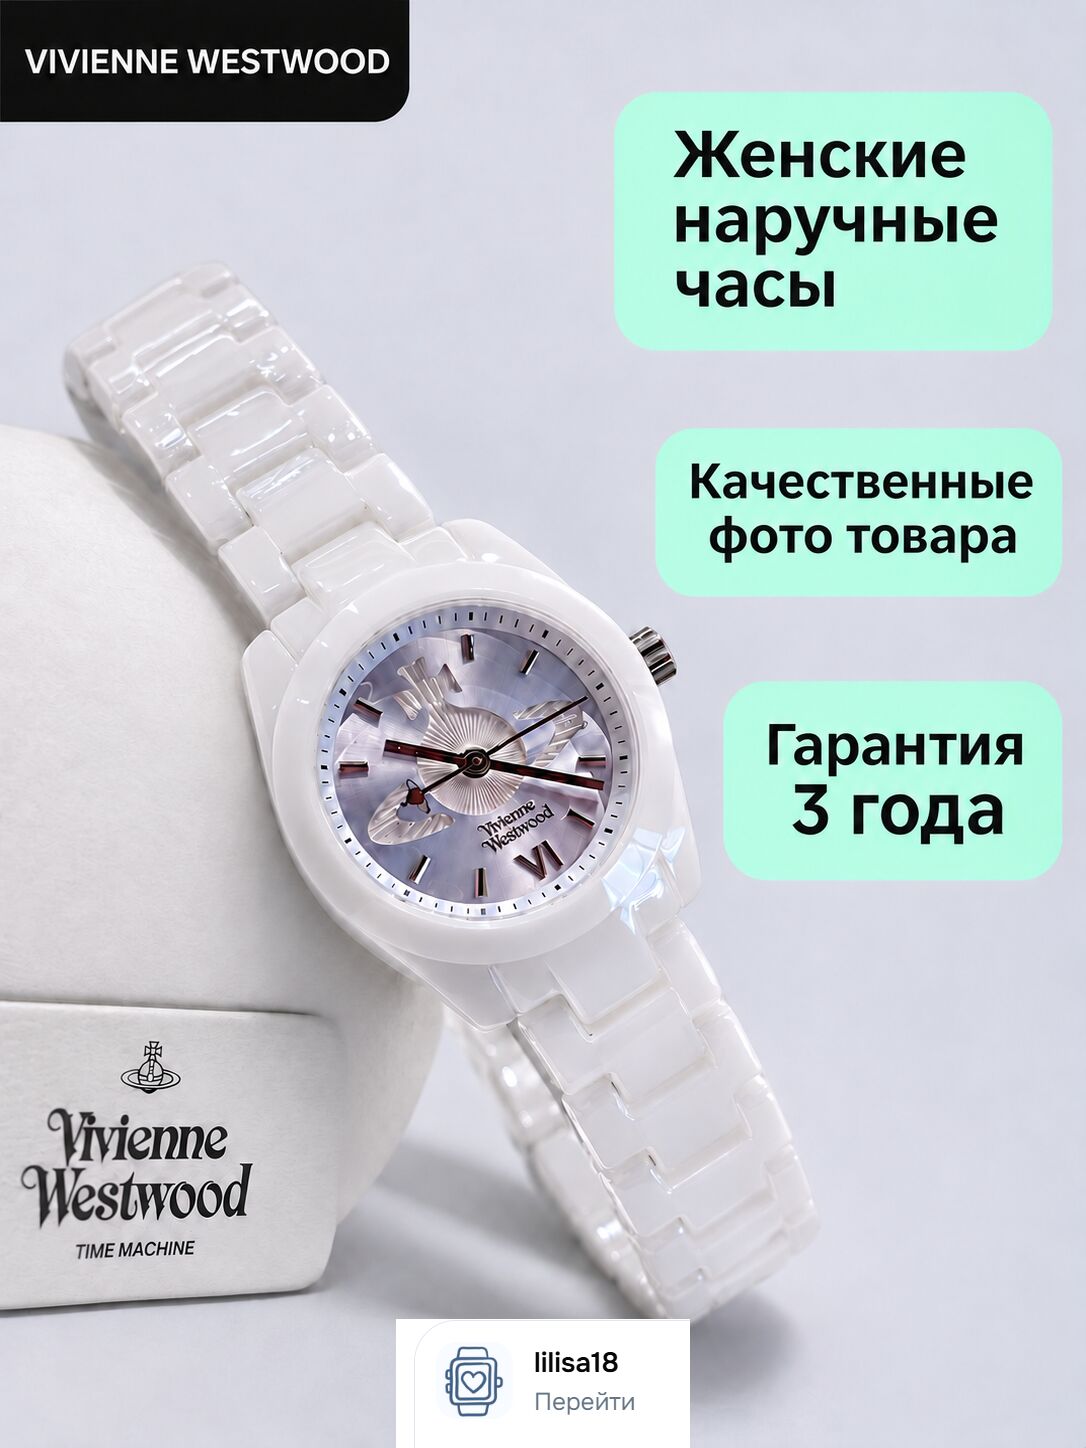 VIVIENNE WESTWOOD
Женские
наручные
часы
Качественные
фото товара
Гарантия
3 года
Vivienne
Westwood
VI
Vivienne
Westwood
TIME MACHINE
lilisa18
Перейти